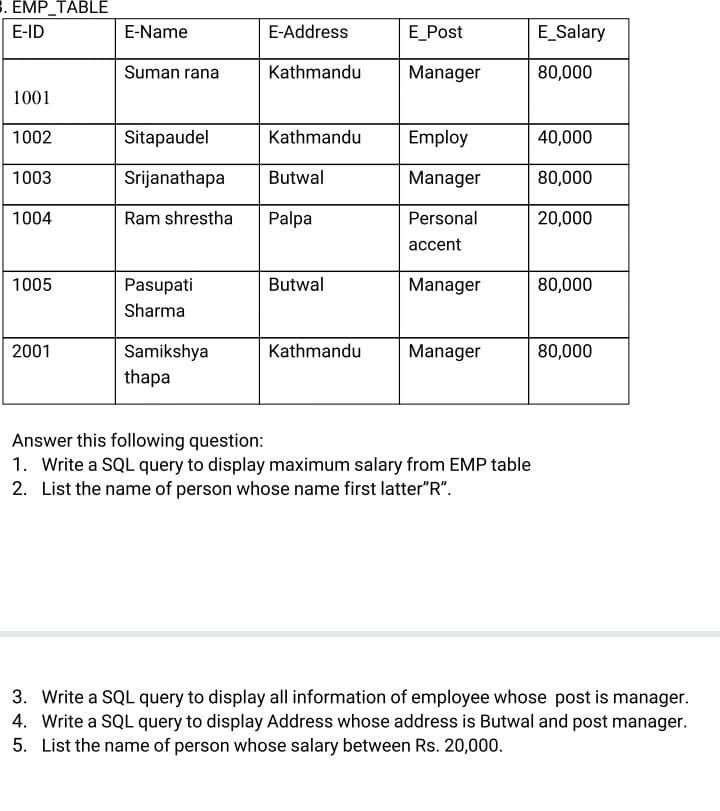 3. EMP_TABLE
E-ID E-Name E-Address E_Post E_Salary
Suman rana Kathmandu Manager 80,000
1001
1002 Sitapaudel Kathmandu Employ 40,000
1003 Srijanathapa Butwal Manager 80,000
1004 Ram shrestha Palpa Personal 20,000
accent
1005 Pasupati Butwal Manager 80,000
Sharma
2001 Samikshya Kathmandu Manager 80,000
thapa
Answer this following question:
1. Write a SQL query to display maximum salary from EMP table
2. List the name of person whose name first latter"R".
3. Write a SQL query to display all information of employee whose post is manager.
4. Write a SQL query to display Address whose address is Butwal and post manager.
5. List the name of person whose salary between Rs. 20,000.